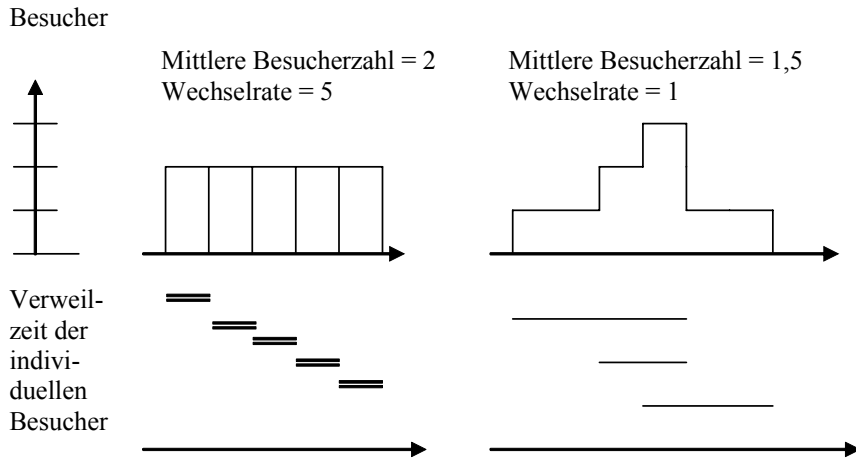 Besucher
Mittlere Besucherzahl = 2
Wechselrate = 5
Mittlere Besucherzahl = 1,5
Wechselrate = 1
Verweil-
zeit der
indivi-
duellen
Besucher